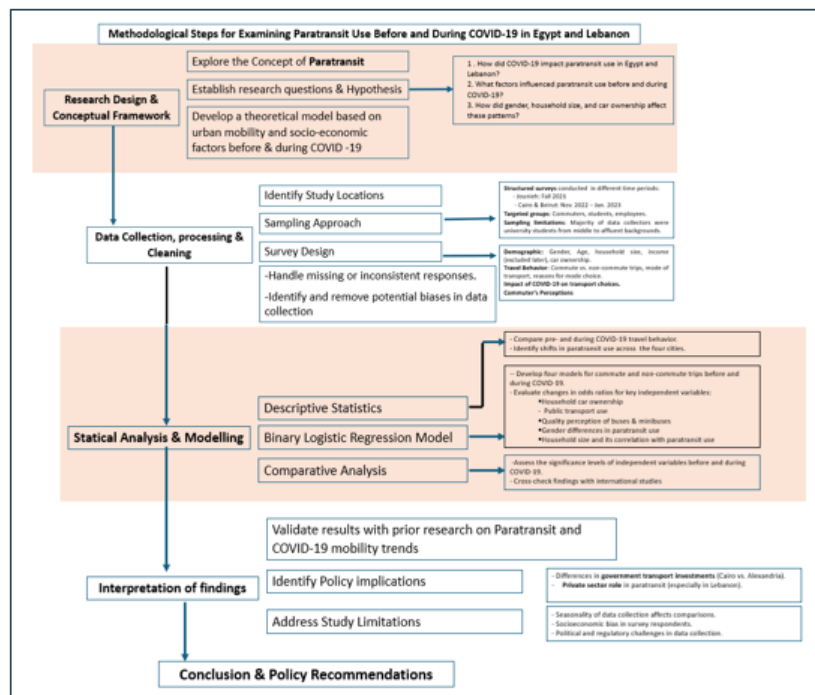 Methodological Steps for Examining Paratransit Use Before and During COVID-19 in Egypt and Lebanon
Research Design &
Conceptual Framework
Explore the Concept of Paratransit
Establish research questions & Hypothesis
Develop a theoretical model based on
urban mobility and socio-economic
factors before & during COVID -19
1 . How did COVID-19 impact paratransit use in Egypt and
Lebanon?
2. What factors influenced paratransit use before and during
COVID-19?
3. How did gender, household size, and car ownership affect
these patterns?
Data Collection, processing &
Cleaning
Identify Study Locations
Sampling Approach
Survey Design
-Handle missing or inconsistent responses.
-Identify and remove potential biases in data
collection
Structured surveys conducted in different time periods:
- Jounieh: Fall 2023
- Cairo & Beirut: Nov. 2022 – Jan. 2023
Targeted groups: Commuters, students, employees.
Sampling limitations: Majority of data collectors were
university students from middle to affluent backgrounds.
Demographic: Gender, Age, household size, income
(excluded later), car ownership.
Travel Behavior: Commute vs. non-commute trips, mode of
transport, reasons for mode choice.
Impact of COVID-19 on transport choices.
Commuter's Perceptions
Statical Analysis & Modelling
Descriptive Statistics
Binary Logistic Regression Model
Comparative Analysis
- Compare pre- and during COVID-19 travel behavior.
- Identify shifts in paratransit use across the four cities.
– Develop four models for commute and non-commute trips before and
during COVID-19.
- Evaluate changes in odds ratios for key independent variables:
•Household car ownership
- Public transport use
•Quality perception of buses & minibuses
•Gender differences in paratransit use
•Household size and its correlation with paratransit use
-Assess the significance levels of independent variables before and during
COVID-19.
- Cross check findings with international studies
Interpretation of findings
Validate results with prior research on Paratransit and
COVID-19 mobility trends
Identify Policy implications
Address Study Limitations
- Differences in government transport investments (Cairo vs. Alexandria).
- Private sector role in paratransit (especially in Lebanon).
- Seasonality of data collection affects comparisons.
- Socioeconomic bias in survey respondents.
- Political and regulatory challenges in data collection.
Conclusion & Policy Recommendations